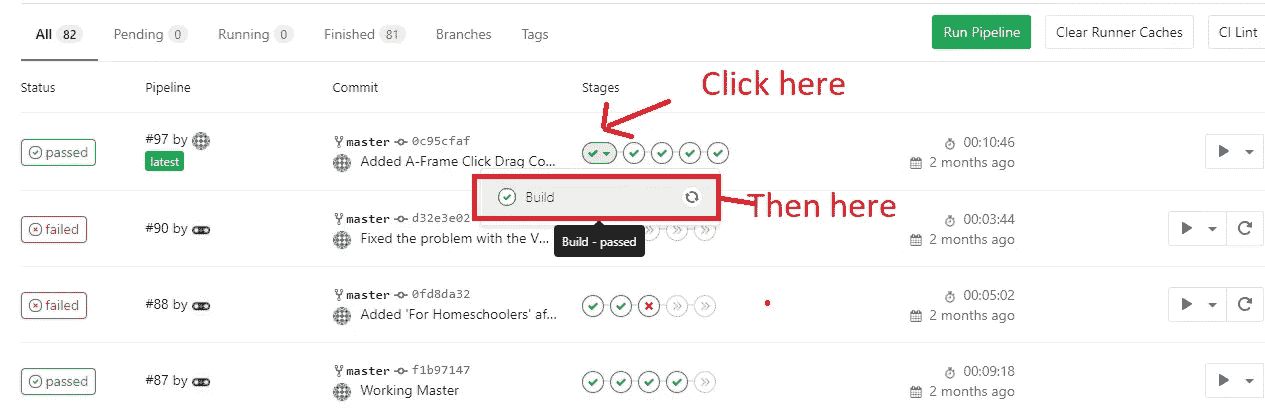 All 82 Pending 0 Running 0 Finished 81 Branches Tags Run Pipeline Clear Runner Caches CI Lint
Status Pipeline Commit Stages
Click here
#97 by master 0c95cfaf 00:10:46
passed latest Added A-Frame Click Drag Co... 2 months ago
Build
Then here
#90 by master d32e3e02 00:03:44
failed Fixed the problem with the V... 2 months ago
Build - passed
#88 by master 0fd8da32 00:05:02
failed Added 'For Homeschoolers' af... 2 months ago
#87 by master f1b97147 00:09:18
passed Working Master 2 months ago